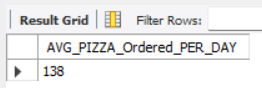 Result Grid Filter Rows:
AVG_PIZZA_Ordered_PER_DAY
138